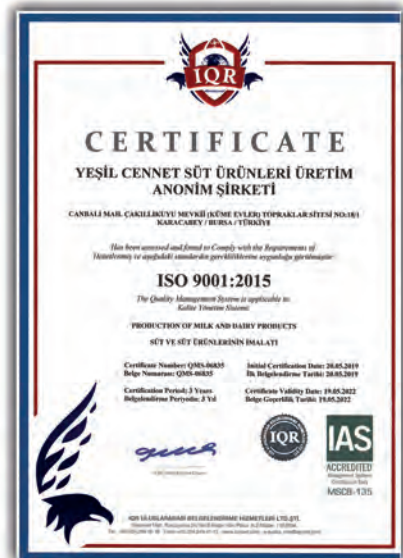 IQR
CERTIFICATE
YEŞİL CENNET SÜT ÜRÜNLERİ ÜRETİM
ANONİM ŞİRKETİ
CANBALI MAH. ÇAKILLIKUYU MEVKİİ (KÜME EVLER) TOPRAKLAR SİTESİ NO:18/1
KARACABEY / BURSA / TÜRKİYE
Has been assessed and found to Comply with the Requirements of
ISO 9001:2015
The Quality Management System is applicable to:
Kalite Yönetim Sistemi:
PRODUCTION OF MILK AND DAIRY PRODUCTS
SÜT VE SÜT ÜRÜNLERİNİN İMALATI
Certificate Number: QMS-06835
Belge Numarası: QMS-06835
Initial Certification Date: 20.05.2019
İlk Belgelendirme Tarihi: 20.05.2019
Certification Period: 3 Years
Belgelendirme Periyodu: 3 Yıl
Certificate Validity Date: 19.05.2022
Belge Geçerlilik Tarihi: 19.05.2022
IQR
IAS
ACCREDITED
Management Systems
Certification Body
MSCB-135
IQR ULUSLARARASI BELGELENDİRME HİZMETLERİ LTD.ŞTİ.